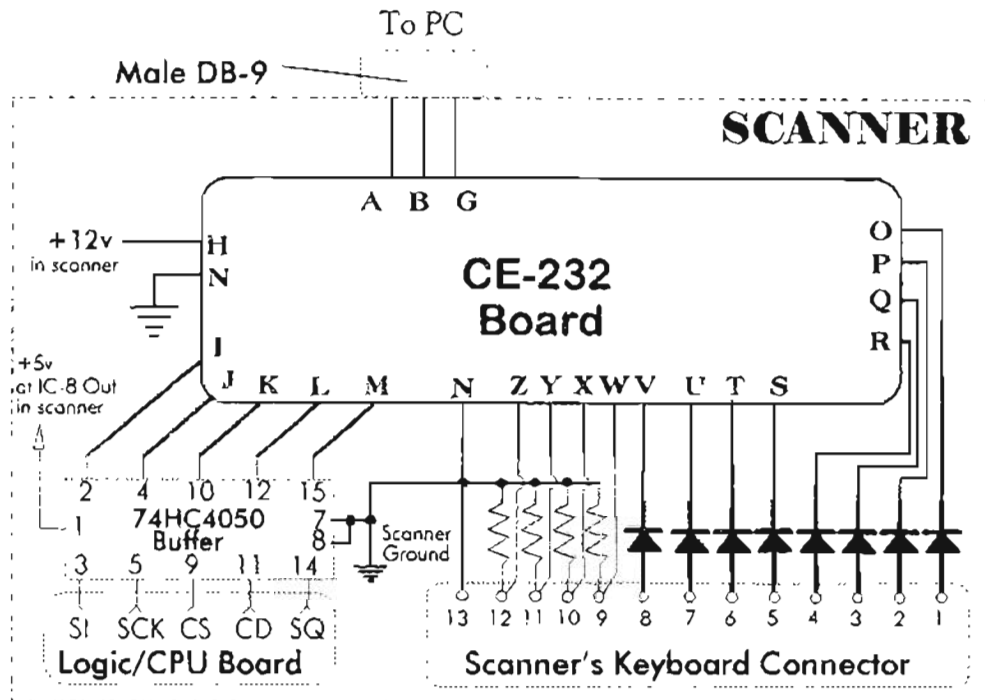 To PC
Male DB-9
SCANNER
A B G
+12v
in scanner
H
N
CE-232
Board
O
P
Q
R
+5v
at IC-8 Out
in scanner
I
J K L M N Z Y X W V U T S
2 4 10 12 15
1 74HC4050 7
Buffer 8
3 5 9 11 14
Scanner
Ground
SI SCK CS CD SQ
Logic/CPU Board
13 12 11 10 9 8 7 6 5 4 3 2 1
Scanner's Keyboard Connector